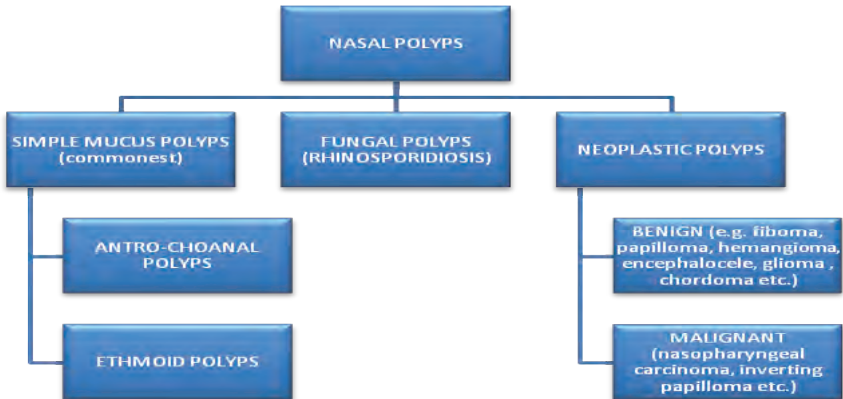 NASAL POLYPS
SIMPLE MUCUS POLYPS
(commonest)
FUNGAL POLYPS
(RHINOSPORIDIOSIS)
NEOPLASTIC POLYPS
ANTRO-CHOANAL
POLYPS
ETHMOID POLYPS
BENIGN (e.g. fiboma,
papilloma, hemangioma,
encephalocele, glioma ,
chordoma etc.)
MALIGNANT
(nasopharyngeal
carcinoma, inverting
papilloma etc.)